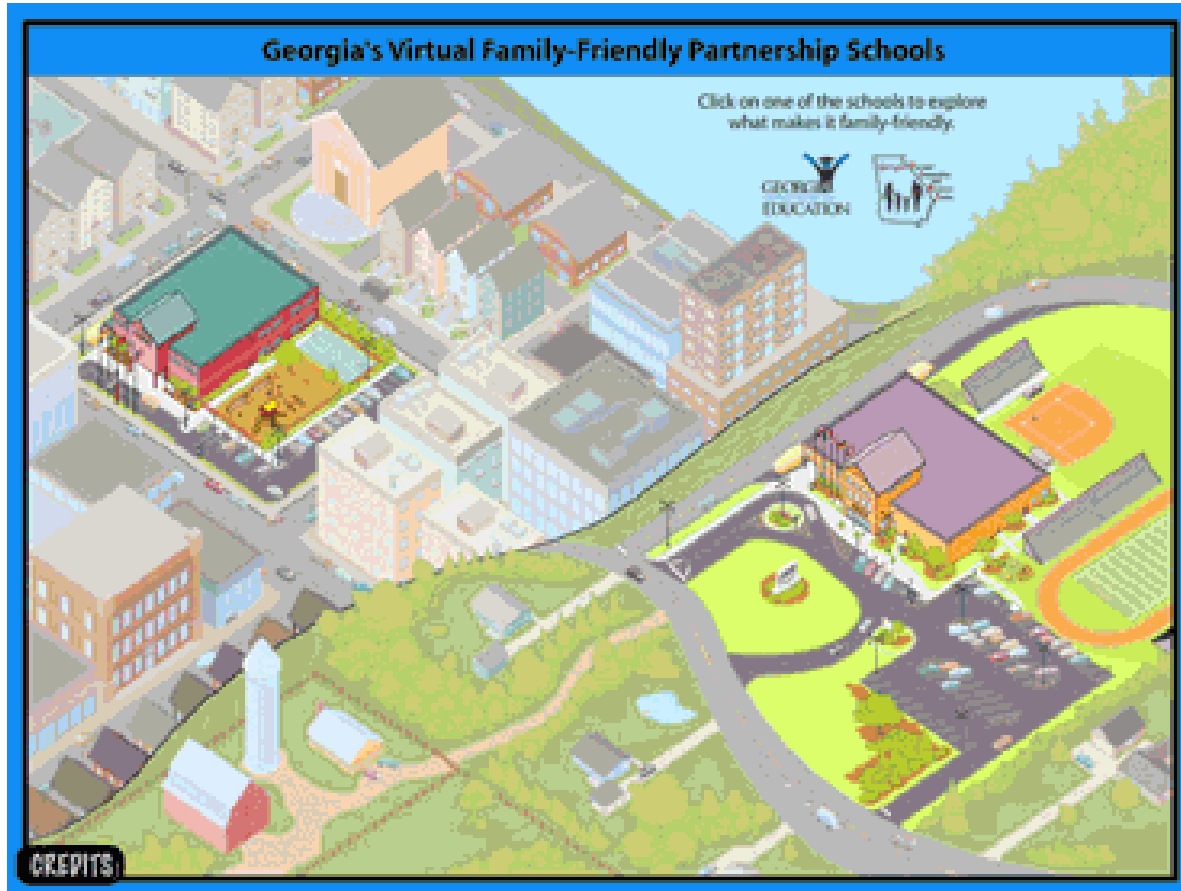 Georgia's Virtual Family-Friendly Partnership Schools
Click on one of the schools to explore
what makes it family-friendly.
GEORGIA
EDUCATION
CREDITS